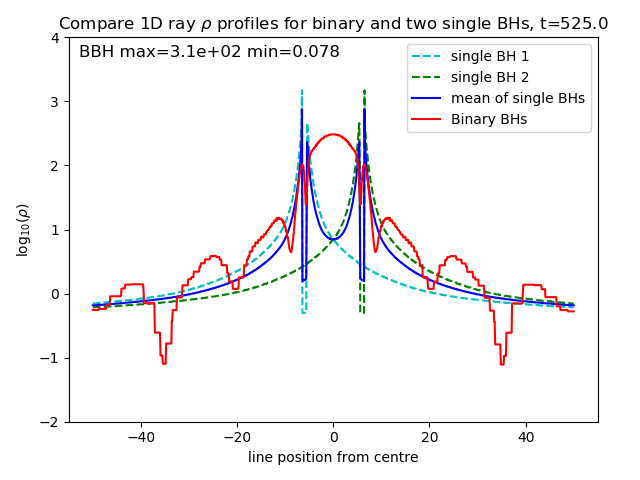 Compare 1D ray ρ profiles for binary and two single BHs, t=525.0
BBH max=3.1e+02 min=0.078
single BH 1
single BH 2
mean of single BHs
Binary BHs
log₁₀(ρ)
4
3
2
1
0
−1
−2
−40 −20 0 20 40
line position from centre